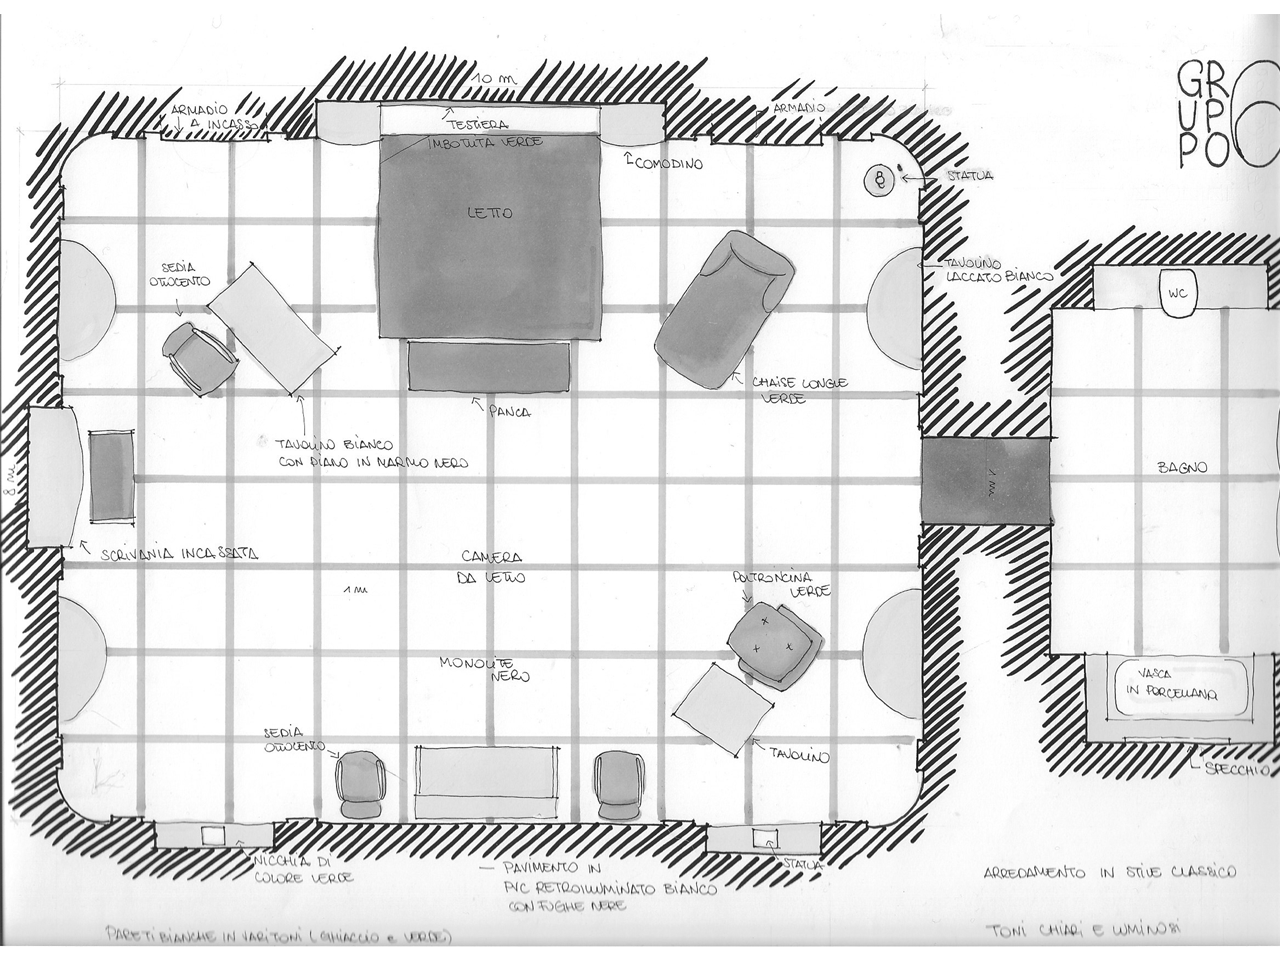 10 m
GR
UP
PO
6
ARMADIO
A INCASSO
TESTIERA
IMBOTTITA VERDE
ARMADIO
COMODINO
STATUA
LETTO
SEDIA
OTTOCENTO
TAVOLINO
LACCATO BIANCO
WC
CHAISE LONGUE
VERDE
PANCA
TAVOLINO BIANCO
CON PIANO IN MARMO NERO
8 m
1 m
BAGNO
SCRIVANIA INCASSATA
CAMERA
DA LETTO
1 m
POLTRONCINA
VERDE
MONOLITE
NERO
VASCA
IN PORCELLANA
SEDIA
OTTOCENTO
TAVOLINO
SPECCHIO
NICCHIA DI
COLORE VERDE
STATUA
— PAVIMENTO IN
PVC RETROILLUMINATO BIANCO
CON FUGHE NERE
ARREDAMENTO IN STILE CLASSICO
PARETI BIANCHE IN VARI TONI (GHIACCIO e VERDE)
TONI CHIARI E LUMINOSI